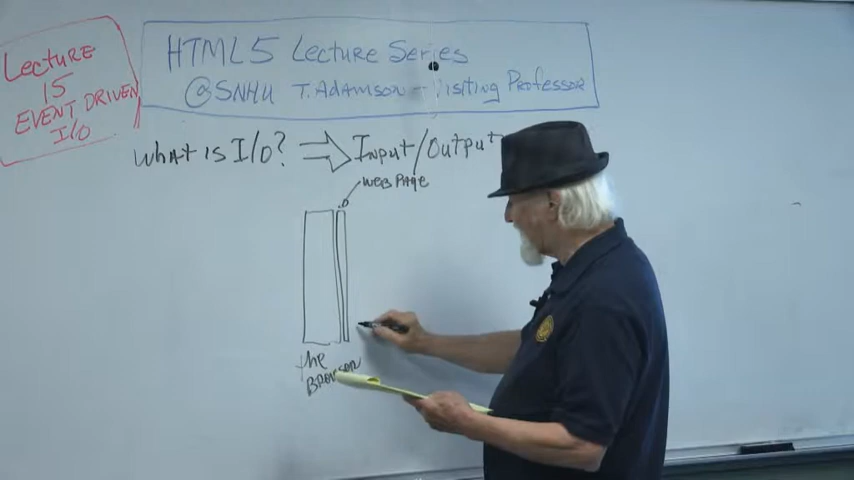 LECTURE
15
EVENT DRIVEN
I/O
HTML5 Lecture Series
@SNHU T. Adamson - Visiting Professor
What is I/O? Input/Output
WEB PAGE
the
BROWSER